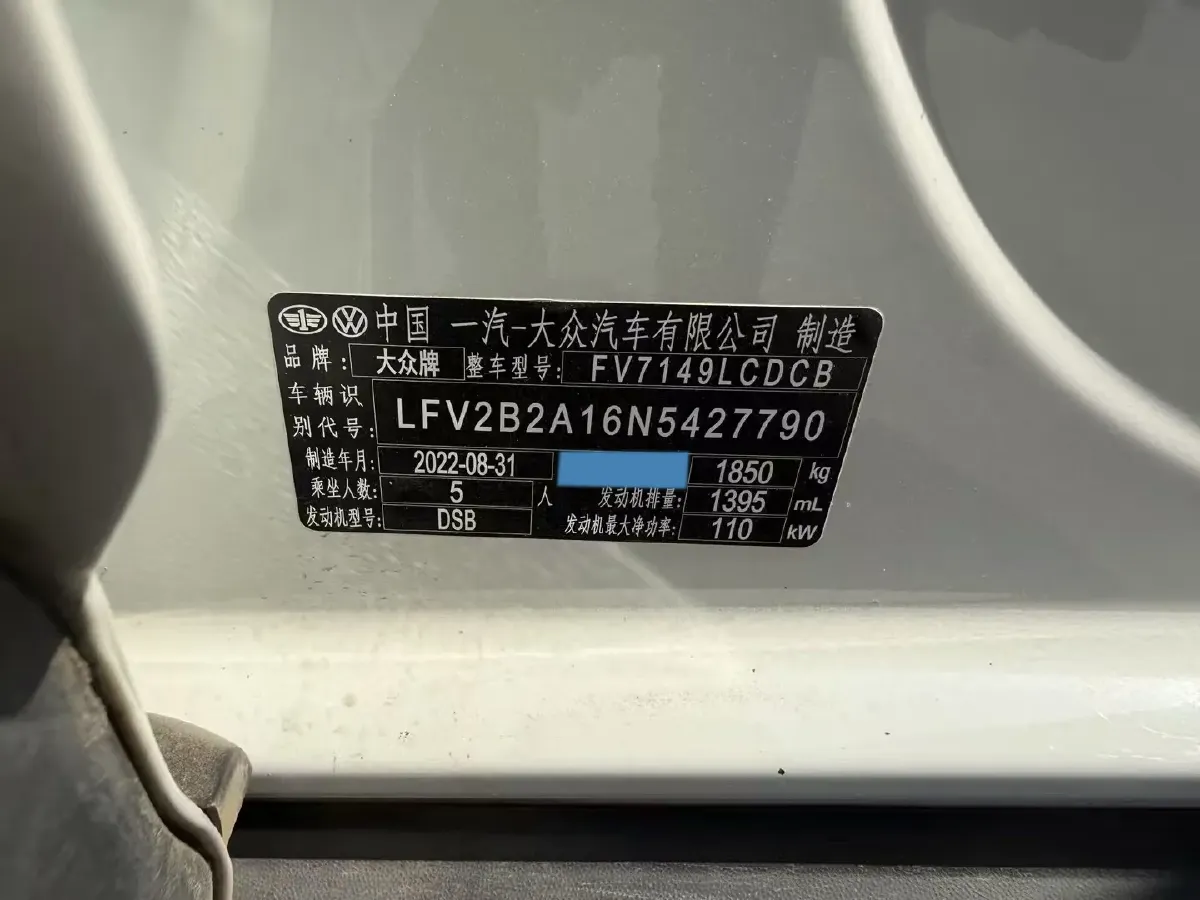 中国 一汽-大众汽车有限公司 制造
品牌: 大众牌 整车型号: FV7149LCDCB
车辆识
别代号: LFV2B2A16N5427790
制造年月: 2022-08-31 1850 kg
乘坐人数: 5 人 发动机排量: 1395 mL
发动机型号: DSB 发动机最大净功率: 110 kW